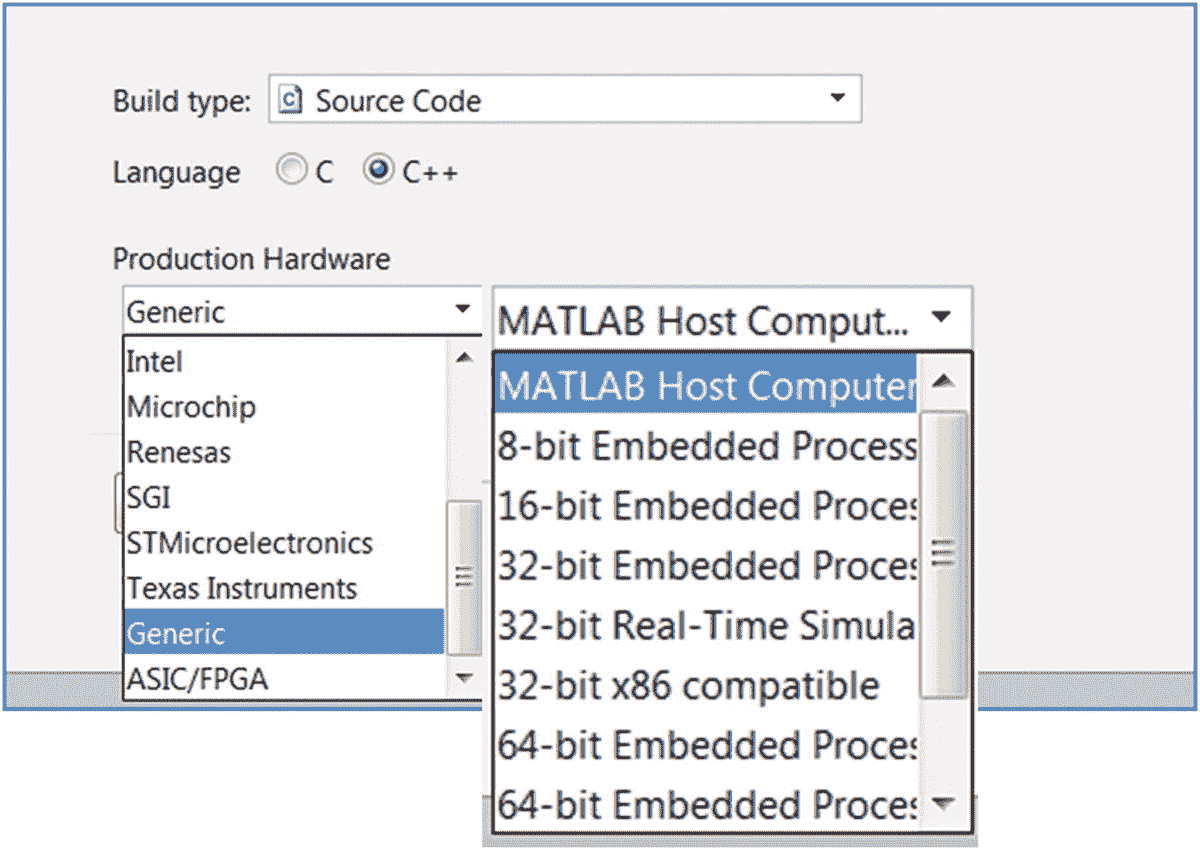 Build type: Source Code
Language C C++
Production Hardware
Generic
Intel
Microchip
Renesas
SGI
STMicroelectronics
Texas Instruments
Generic
ASIC/FPGA
MATLAB Host Comput...
MATLAB Host Computer
8-bit Embedded Process
16-bit Embedded Proces
32-bit Embedded Proces
32-bit Real-Time Simula
32-bit x86 compatible
64-bit Embedded Proces
64-bit Embedded Proces